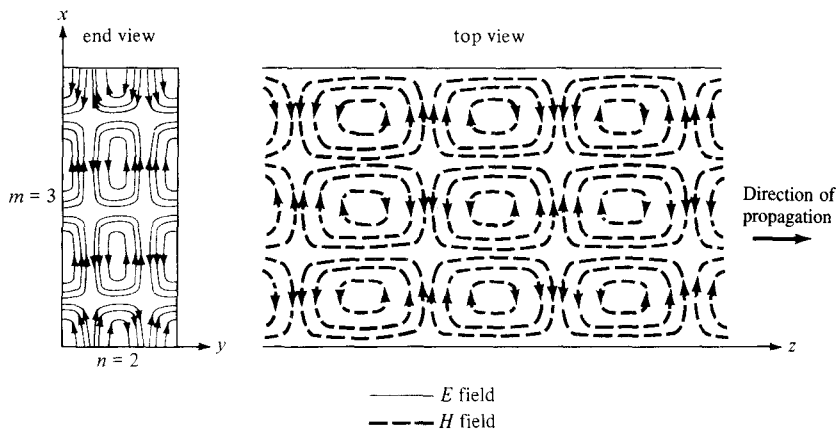 x
end view
top view
m = 3
n = 2
y
z
Direction of
propagation
E field
H field